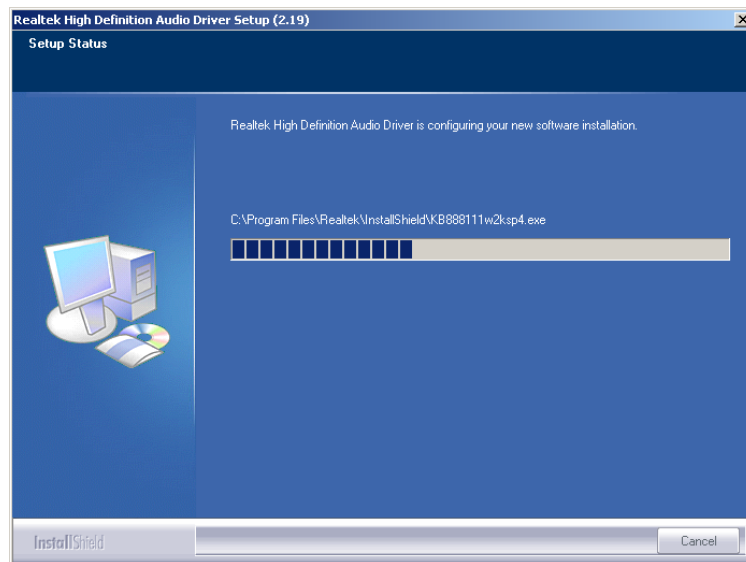 Realtek High Definition Audio Driver Setup (2.19)
Setup Status
Realtek High Definition Audio Driver is configuring your new software installation.
C:\Program Files\Realtek\InstallShield\KB888111w2ksp4.exe
InstallShield
Cancel